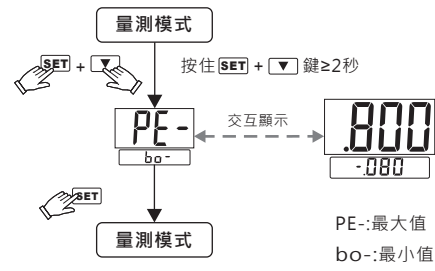 量測模式
SET + ▼ 按住 SET + ▼ 鍵≥2秒
PE- 交互顯示 .800
bo- -.080
SET
PE-:最大值
量測模式
bo-:最小值